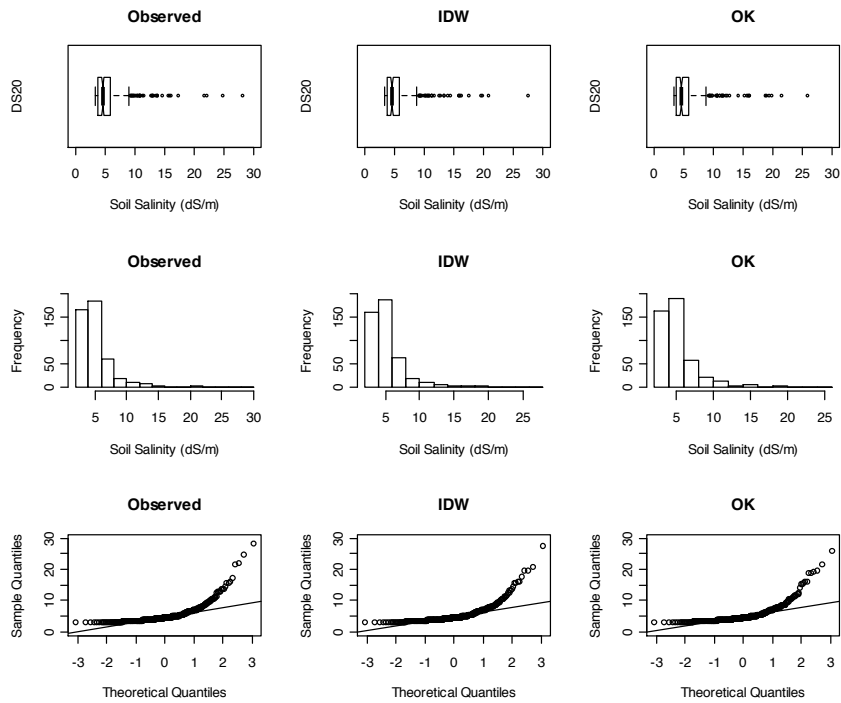 Observed IDW OK
DS20 DS20 DS20
0 5 10 15 20 25 30 0 5 10 15 20 25 30 0 5 10 15 20 25 30
Soil Salinity (dS/m) Soil Salinity (dS/m) Soil Salinity (dS/m)
Observed IDW OK
Frequency Frequency Frequency
150 150 150
50 50 50
0 0 0
5 10 15 20 25 30 5 10 15 20 25 5 10 15 20 25
Soil Salinity (dS/m) Soil Salinity (dS/m) Soil Salinity (dS/m)
Observed IDW OK
Sample Quantiles Sample Quantiles Sample Quantiles
30 30 30
20 20 20
10 10 10
0 0 0
-3 -2 -1 0 1 2 3 -3 -2 -1 0 1 2 3 -3 -2 -1 0 1 2 3
Theoretical Quantiles Theoretical Quantiles Theoretical Quantiles